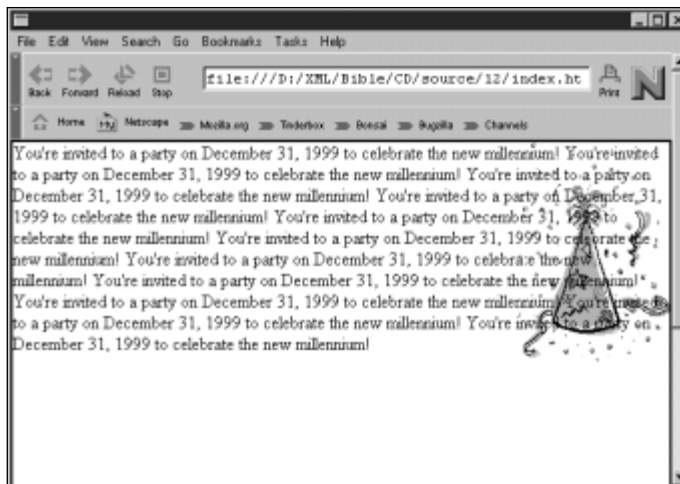 File Edit View Search Go Bookmarks Tasks Help
file:///D:/XML/Bible/CD/source/12/index.ht
Back Forward Reload Stop Print N
Home My Netscape Mozilla.org Tinderbox Bonsai Bugzilla Channels
You're invited to a party on December 31, 1999 to celebrate the new millennium! You're invited
to a party on December 31, 1999 to celebrate the new millennium! You're invited to a party on
December 31, 1999 to celebrate the new millennium! You're invited to a party on December 31,
1999 to celebrate the new millennium! You're invited to a party on December 31, 1999 to
celebrate the new millennium! You're invited to a party on December 31, 1999 to celebrate the
new millennium! You're invited to a party on December 31, 1999 to celebrate the new
millennium! You're invited to a party on December 31, 1999 to celebrate the new millennium!
You're invited to a party on December 31, 1999 to celebrate the new millennium! You're invited
to a party on December 31, 1999 to celebrate the new millennium! You're invited to a party on
December 31, 1999 to celebrate the new millennium!